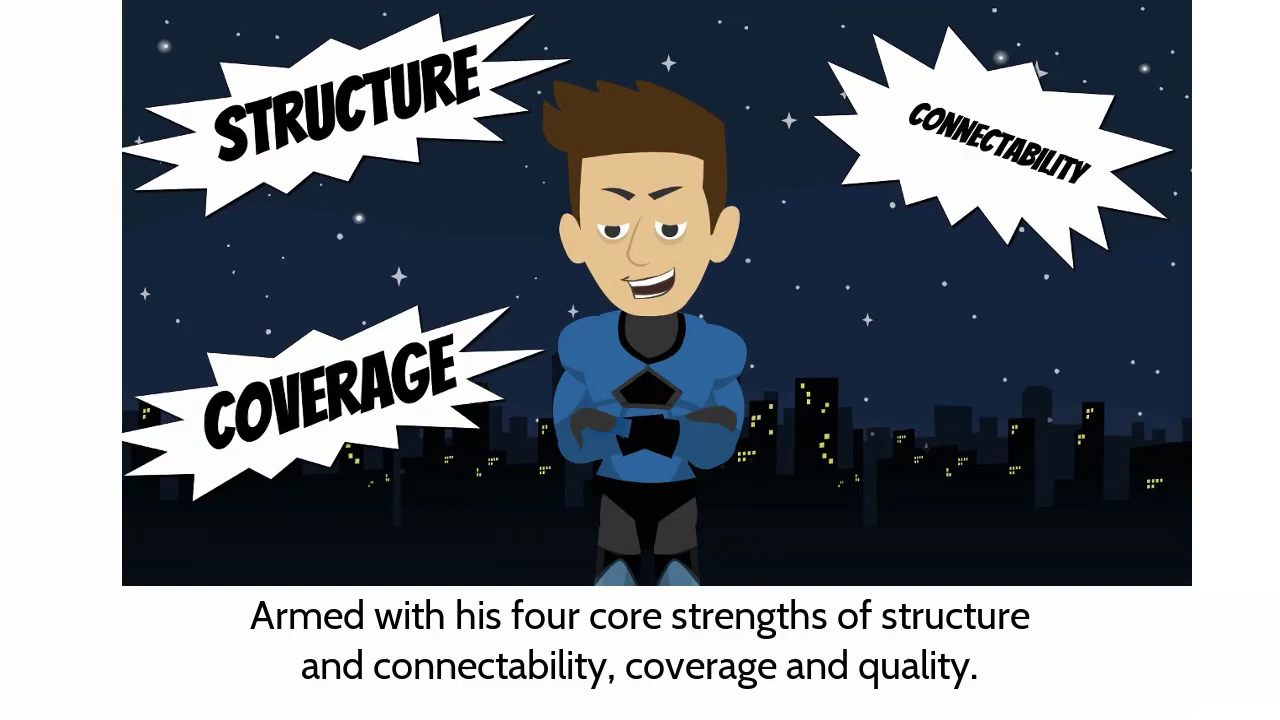 STRUCTURE
CONNECTABILITY
COVERAGE
Armed with his four core strengths of structure
and connectability, coverage and quality.